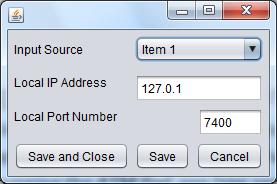 Input Source Item 1
Local IP Address 127.0.1
Local Port Number 7400
Save and Close Save Cancel